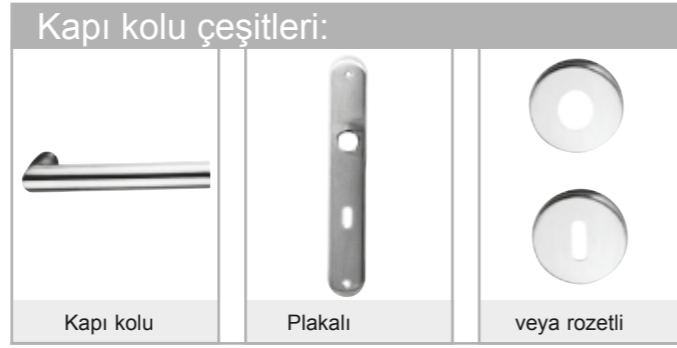 Kapı kolu çeşitleri:
Kapı kolu
Plakalı
veya rozetli